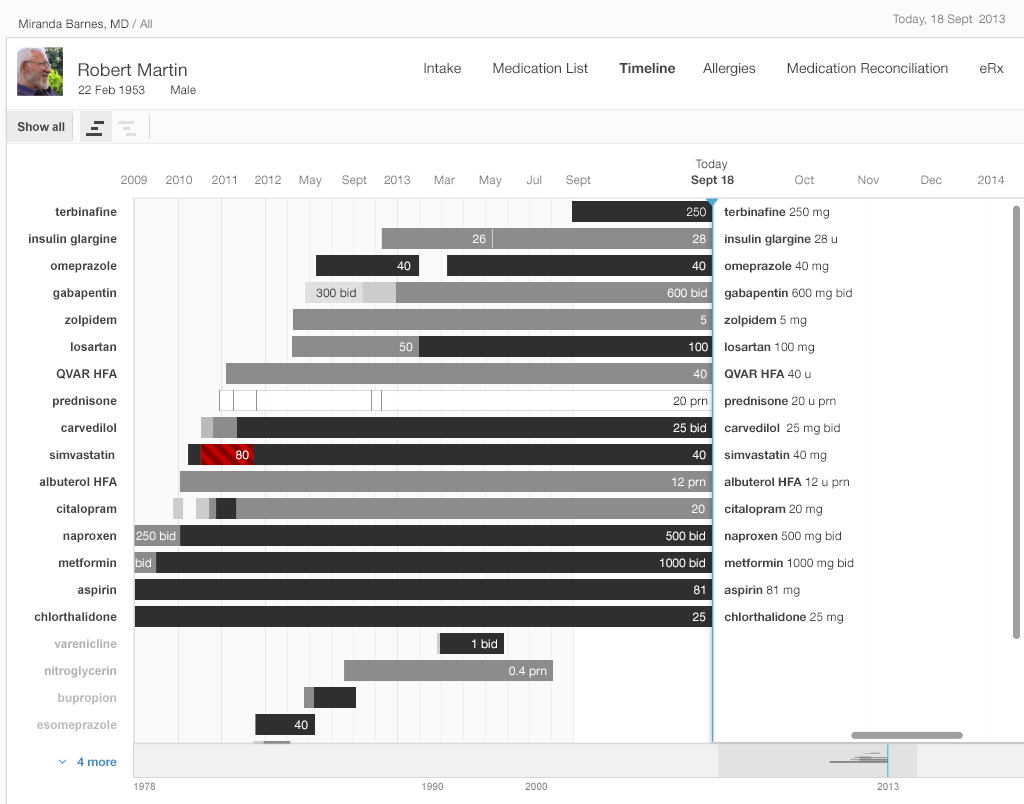 Miranda Barnes, MD / All
Today, 18 Sept 2013
Robert Martin
22 Feb 1953 Male
Intake Medication List Timeline Allergies Medication Reconciliation eRx
Show all
Today
2009 2010 2011 2012 May Sept 2013 Mar May Jul Sept Sept 18 Oct Nov Dec 2014
terbinafine 250 terbinafine 250 mg
insulin glargine 26 28 insulin glargine 28 u
omeprazole 40 40 omeprazole 40 mg
gabapentin 300 bid 600 bid gabapentin 600 mg bid
zolpidem 5 zolpidem 5 mg
losartan 50 100 losartan 100 mg
QVAR HFA 40 QVAR HFA 40 u
prednisone 20 prn prednisone 20 u prn
carvedilol 25 bid carvedilol 25 mg bid
simvastatin 80 40 simvastatin 40 mg
albuterol HFA 12 prn albuterol HFA 12 u prn
citalopram 20 citalopram 20 mg
naproxen 250 bid 500 bid naproxen 500 mg bid
metformin bid 1000 bid metformin 1000 mg bid
aspirin 81 aspirin 81 mg
chlorthalidone 25 chlorthalidone 25 mg
varenicline 1 bid
nitroglycerin 0.4 prn
bupropion
esomeprazole 40
4 more
1978 1990 2000 2013